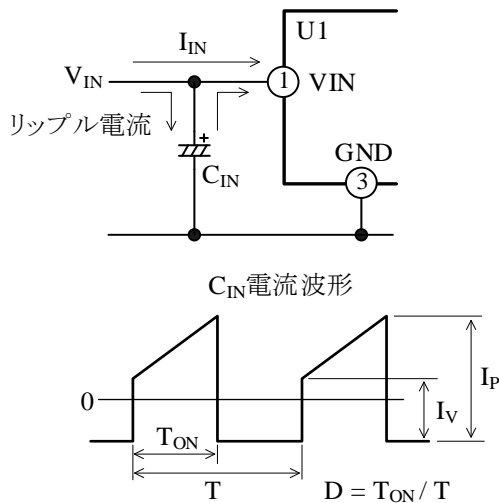 U1
I_IN
V_IN
1
VIN
リップル電流
+
C_IN
GND
3
C_IN電流波形
0
I_P
I_V
T_ON
T
D = T_ON / T